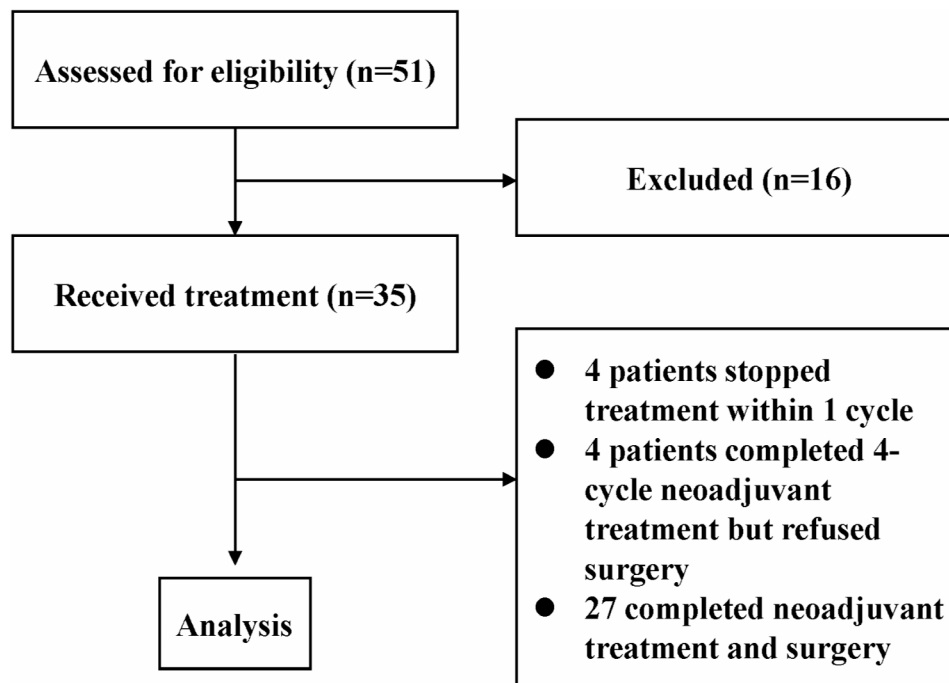 Assessed for eligibility (n=51)
Excluded (n=16)
Received treatment (n=35)
● 4 patients stopped
treatment within 1 cycle
● 4 patients completed 4-
cycle neoadjuvant
treatment but refused
surgery
● 27 completed neoadjuvant
treatment and surgery
Analysis